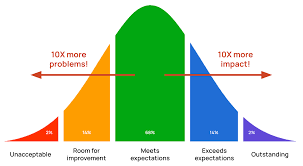 10X more
problems!
10X more
impact!
2%
14%
68%
14%
2%
Unacceptable
Room for
improvement
Meets
expectations
Exceeds
expectations
Outstanding